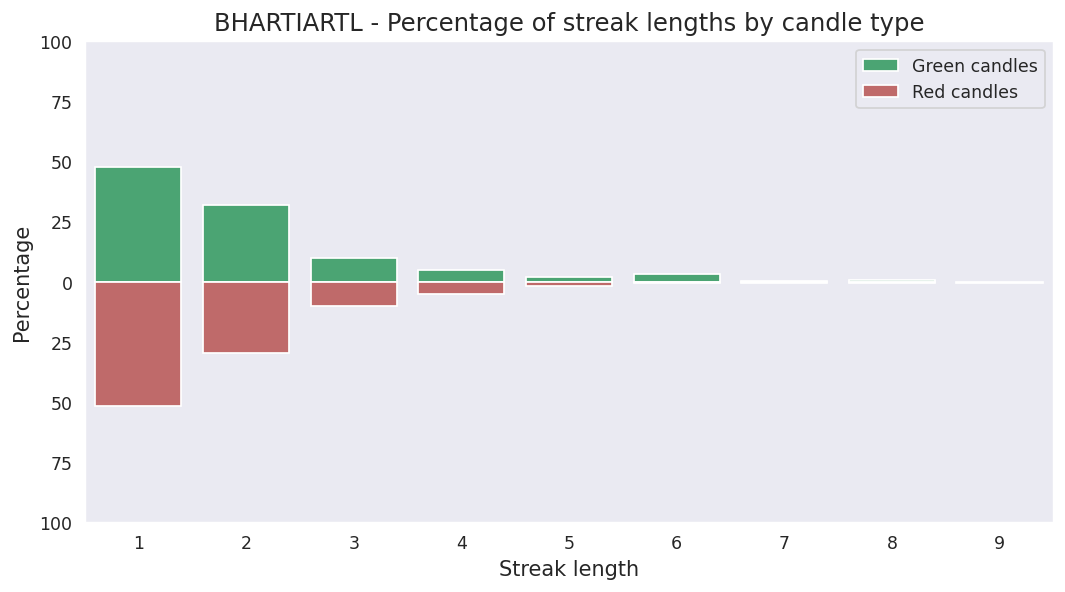 BHARTIARTL - Percentage of streak lengths by candle type
Green candles
Red candles
Percentage
100
75
50
25
0
25
50
75
100
1 2 3 4 5 6 7 8 9
Streak length